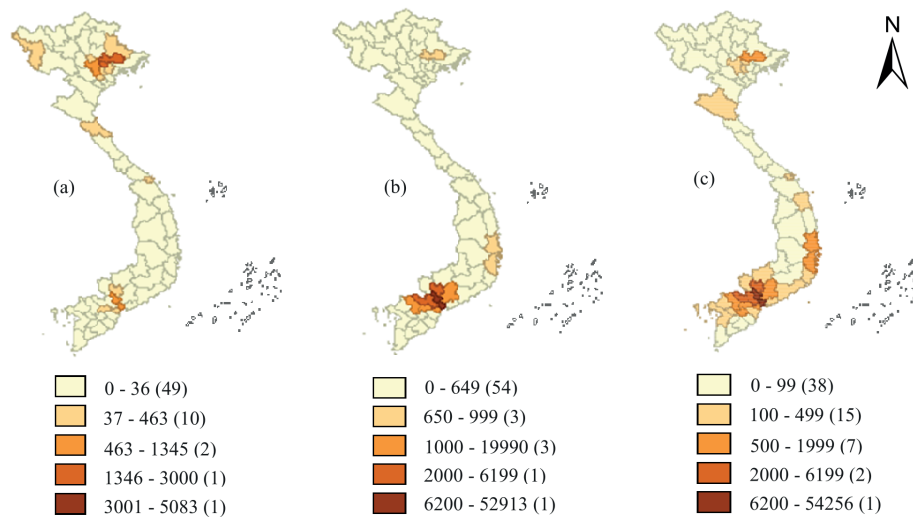 N
(a)
(b)
(c)
0 - 36 (49)
37 - 463 (10)
463 - 1345 (2)
1346 - 3000 (1)
3001 - 5083 (1)
0 - 649 (54)
650 - 999 (3)
1000 - 19990 (3)
2000 - 6199 (1)
6200 - 52913 (1)
0 - 99 (38)
100 - 499 (15)
500 - 1999 (7)
2000 - 6199 (2)
6200 - 54256 (1)